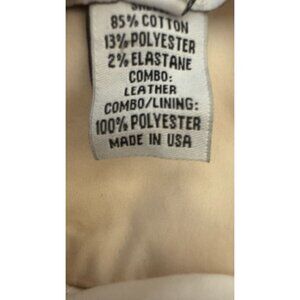 85% COTTON
13% POLYESTER
2% ELASTANE
COMBO:
LEATHER
COMBO/LINING:
100% POLYESTER
MADE IN USA